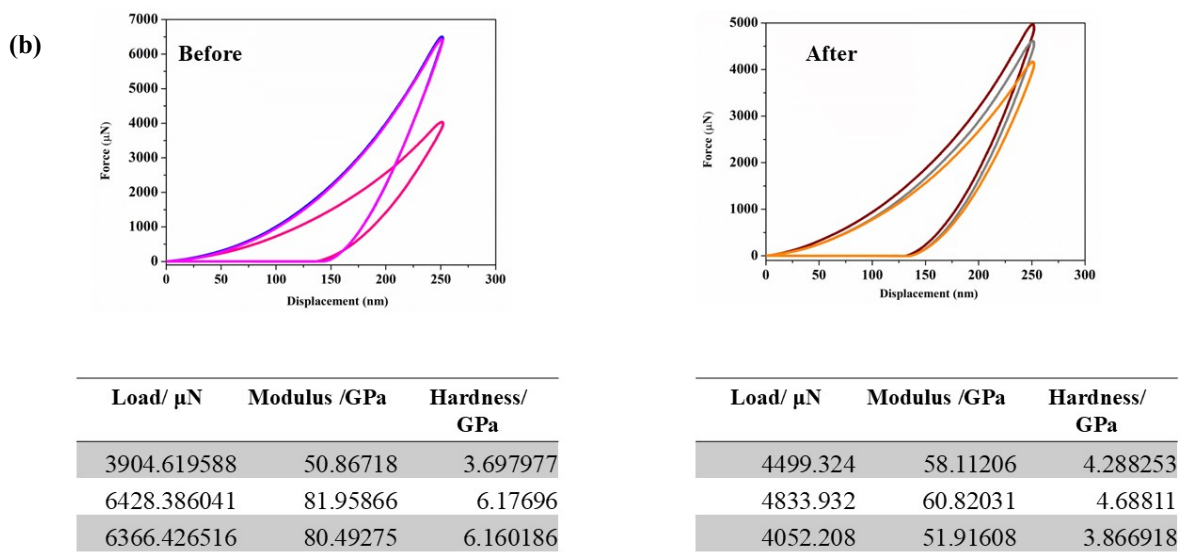 (b)
Before
7000
6000
5000
4000
3000
2000
1000
0
Force (μN)
0 50 100 150 200 250 300
Displacement (nm)
After
5000
4000
3000
2000
1000
0
Force (μN)
0 50 100 150 200 250 300
Displacement (nm)
Load/ μN Modulus /GPa Hardness/
GPa
3904.619588 50.86718 3.697977
6428.386041 81.95866 6.17696
6366.426516 80.49275 6.160186
Load/ μN Modulus /GPa Hardness/
GPa
4499.324 58.11206 4.288253
4833.932 60.82031 4.68811
4052.208 51.91608 3.866918